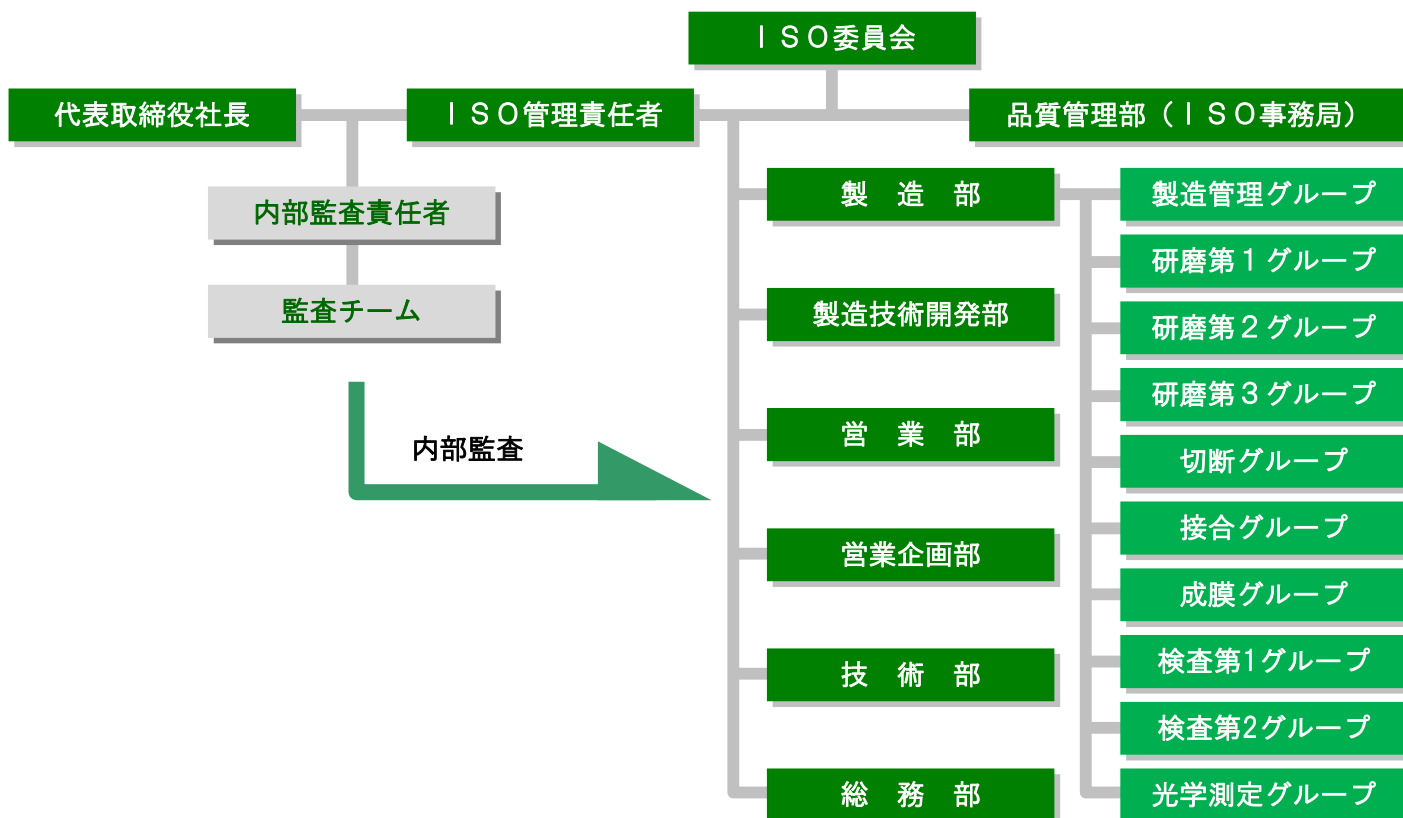 ＩＳＯ委員会
代表取締役社長
ＩＳＯ管理責任者
品質管理部（ＩＳＯ事務局）
内部監査責任者
監査チーム
内部監査
製　造　部
製造技術開発部
営　業　部
営業企画部
技　術　部
総　務　部
製造管理グループ
研磨第１グループ
研磨第２グループ
研磨第３グループ
切断グループ
接合グループ
成膜グループ
検査第1グループ
検査第2グループ
光学測定グループ